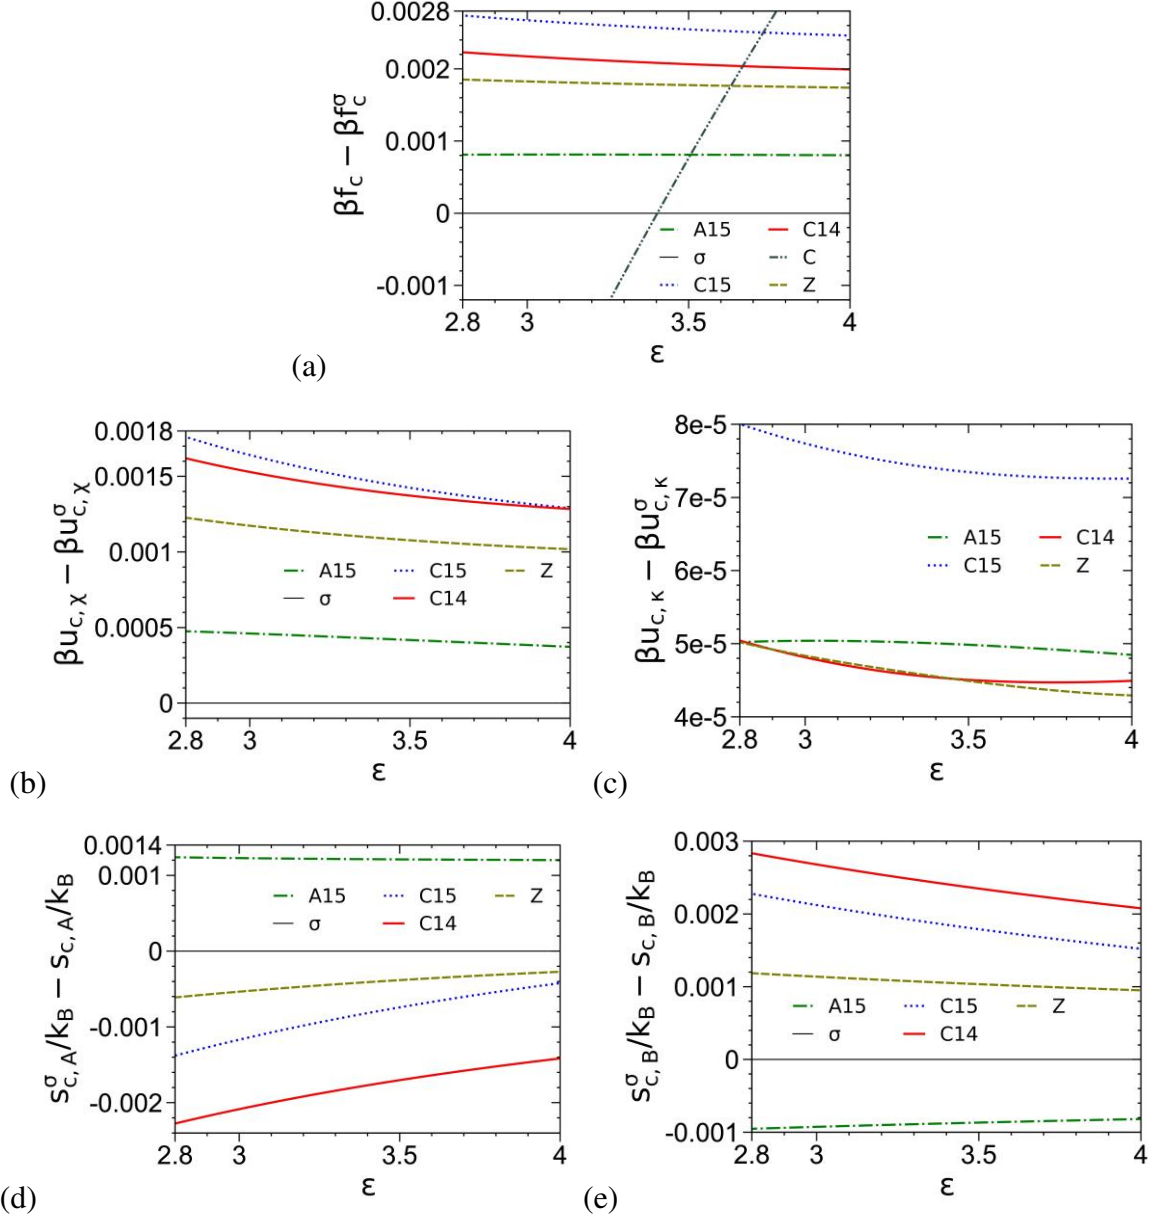 0.0028
0.002
0.001
0
-0.001
βf_c − βf_c^σ
A15 C14
σ C
C15 Z
2.8 3 3.5 4
ε
(a)
0.0018
0.0015
0.001
0.0005
0
βu_c, χ − βu_c, χ^σ
A15 C15 Z
σ C14
2.8 3 3.5 4
ε
(b)
8e-5
7e-5
6e-5
5e-5
4e-5
βu_c, κ − βu_c, κ^σ
A15 C14
C15 Z
2.8 3 3.5 4
ε
(c)
0.0014
0.001
0
-0.001
-0.002
s_c, A^σ/k_B − s_c, A/k_B
A15 C15 Z
σ C14
2.8 3 3.5 4
ε
(d)
0.003
0.002
0.001
0
-0.001
s_c, B^σ/k_B − s_c, B/k_B
A15 C15 Z
σ C14
2.8 3 3.5 4
ε
(e)